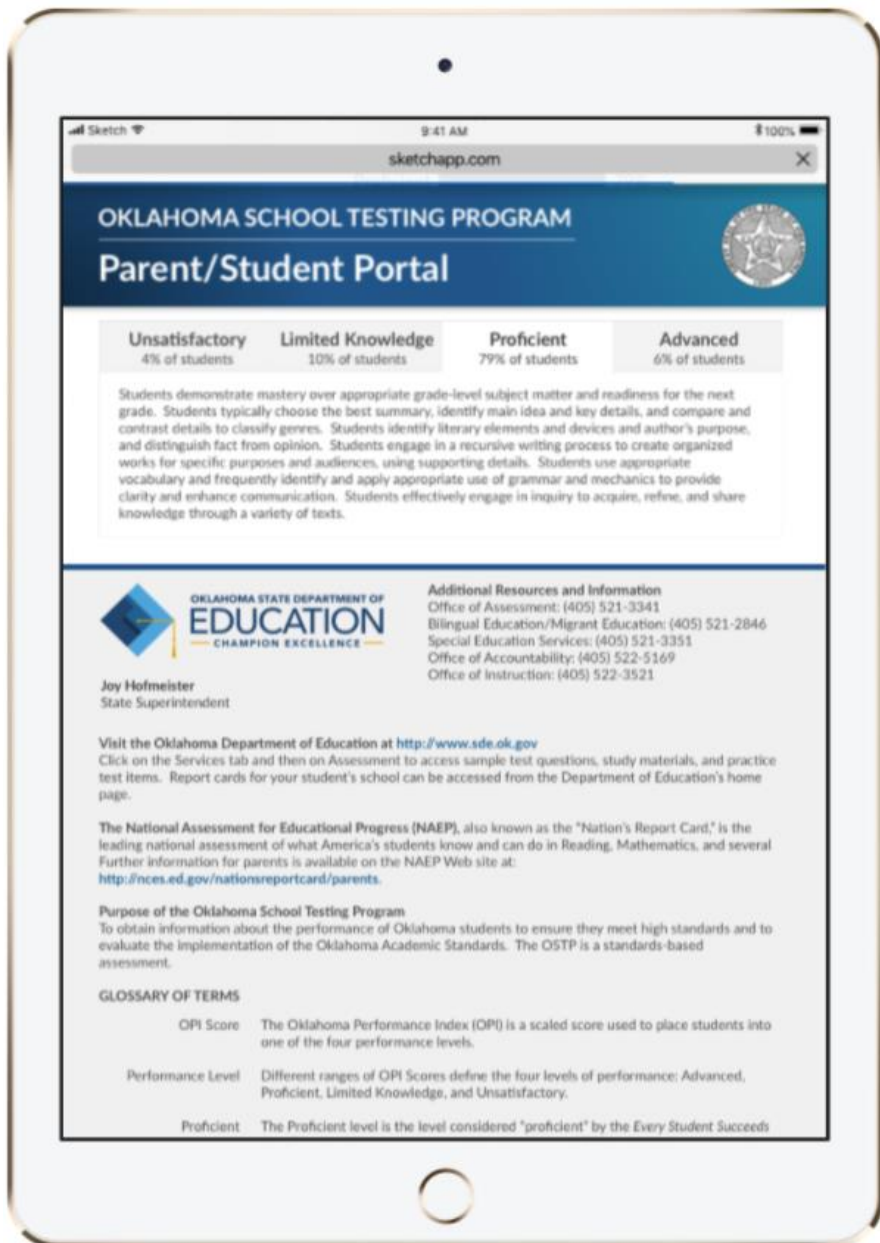 Sketch 9:41 AM 100%
sketchapp.com
OKLAHOMA SCHOOL TESTING PROGRAM
Parent/Student Portal
Unsatisfactory Limited Knowledge Proficient Advanced
4% of students 10% of students 79% of students 6% of students
Students demonstrate mastery over appropriate grade-level subject matter and readiness for the next
grade. Students typically choose the best summary, identify main idea and key details, and compare and
contrast details to classify genres. Students identify literary elements and devices and author's purpose,
and distinguish fact from opinion. Students engage in a recursive writing process to create organized
works for specific purposes and audiences, using supporting details. Students use appropriate
vocabulary and frequently identify and apply appropriate use of grammar and mechanics to provide
clarity and enhance communication. Students effectively engage in inquiry to acquire, refine, and share
knowledge through a variety of texts.
OKLAHOMA STATE DEPARTMENT OF
EDUCATION
CHAMPION EXCELLENCE
Joy Hofmeister
State Superintendent
Additional Resources and Information
Office of Assessment: (405) 521-3341
Bilingual Education/Migrant Education: (405) 521-2846
Special Education Services: (405) 521-3351
Office of Accountability: (405) 522-5169
Office of Instruction: (405) 522-3521
Visit the Oklahoma Department of Education at http://www.sde.ok.gov
Click on the Services tab and then on Assessment to access sample test questions, study materials, and practice
test items. Report cards for your student's school can be accessed from the Department of Education's home
page.
The National Assessment for Educational Progress (NAEP), also known as the "Nation's Report Card," is the
leading national assessment of what America's students know and can do in Reading, Mathematics, and several
Further information for parents is available on the NAEP Web site at:
http://nces.ed.gov/nationsreportcard/parents.
Purpose of the Oklahoma School Testing Program
To obtain information about the performance of Oklahoma students to ensure they meet high standards and to
evaluate the implementation of the Oklahoma Academic Standards. The OSTP is a standards-based
assessment.
GLOSSARY OF TERMS
OPI Score The Oklahoma Performance Index (OPI) is a scaled score used to place students into
one of the four performance levels.
Performance Level Different ranges of OPI Scores define the four levels of performance: Advanced,
Proficient, Limited Knowledge, and Unsatisfactory.
Proficient The Proficient level is the level considered "proficient" by the Every Student Succeeds